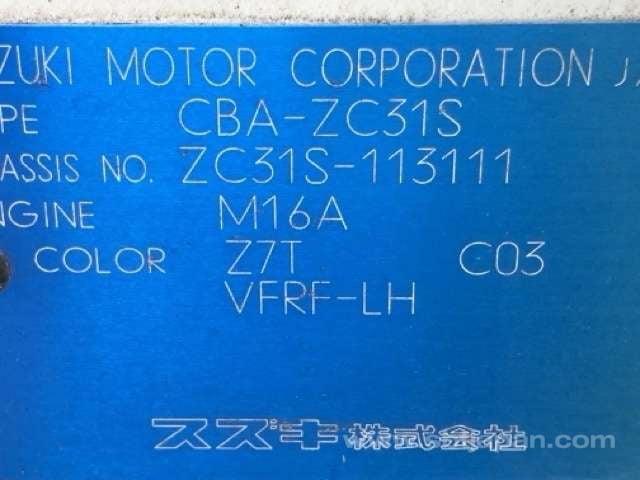 ZUKI MOTOR CORPORATION JA
PE CBA-ZC31S
ASSIS NO. ZC31S-113111
NGINE M16A
COLOR Z7T C03
VFRF-LH
スズキ株式会社